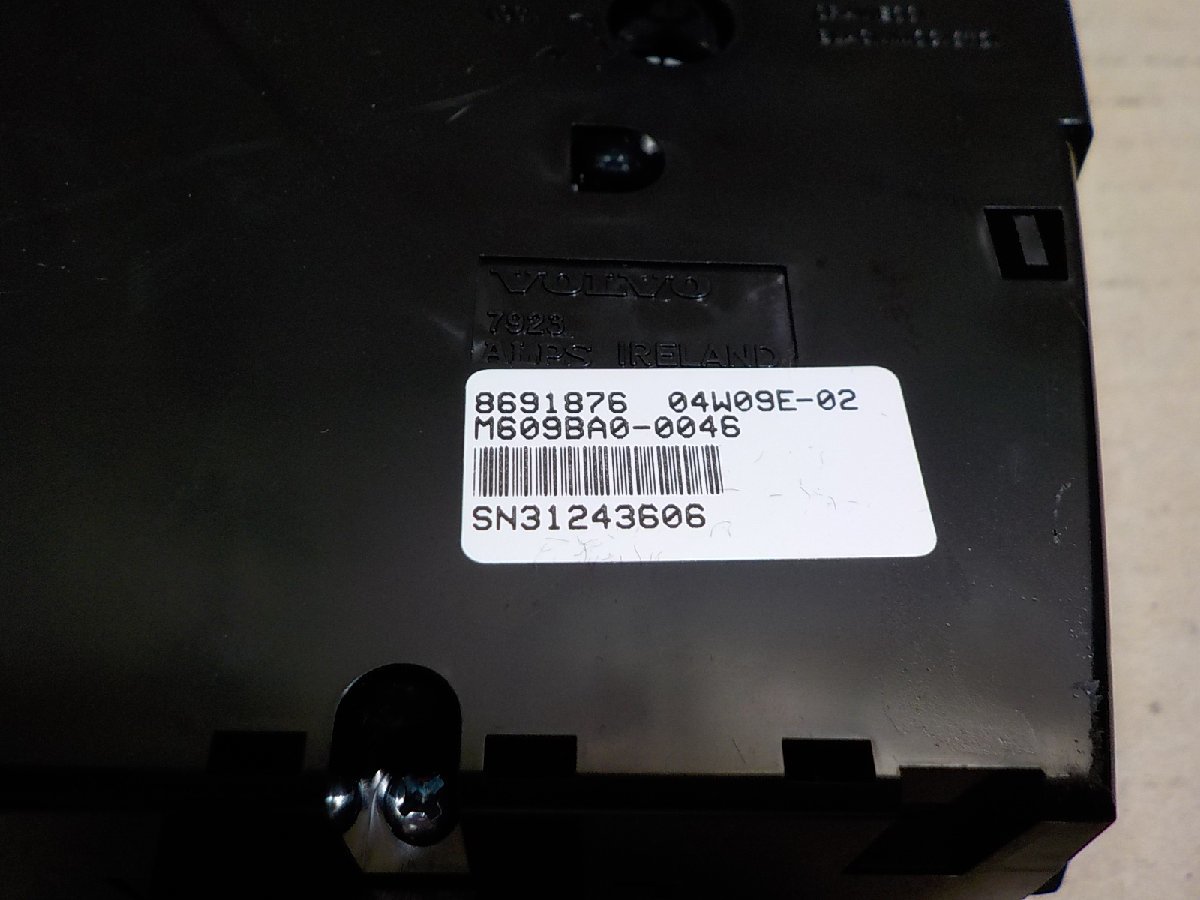 VOLVO
7923
ALPS IRELAND
8691876 04W09E-02
M609BA0-0046
SN31243606